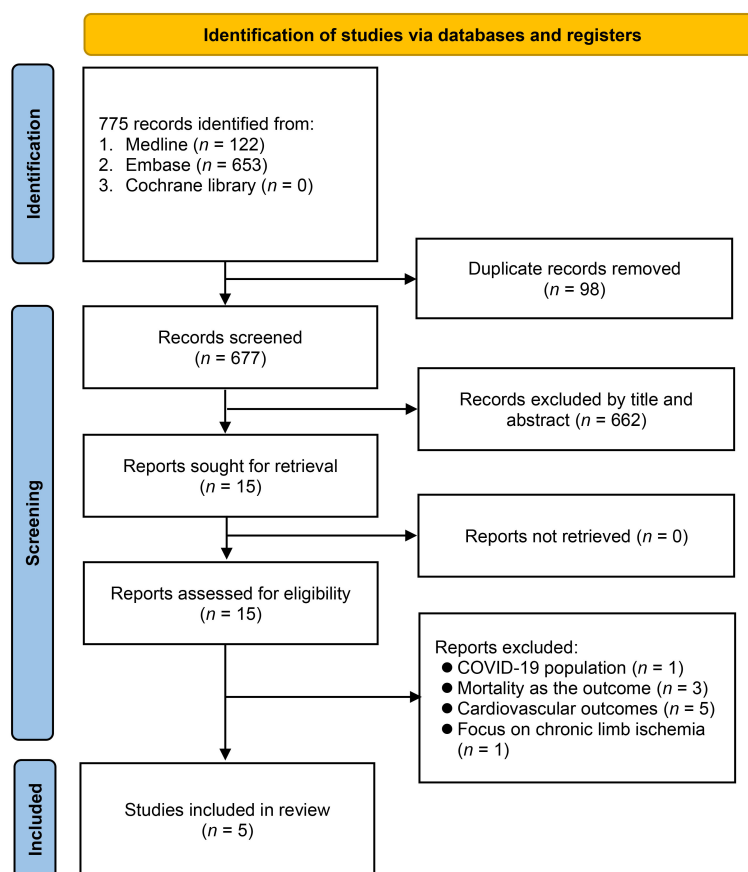 Identification of studies via databases and registers
Identification
775 records identified from:
1. Medline (n = 122)
2. Embase (n = 653)
3. Cochrane library (n = 0)
Duplicate records removed
(n = 98)
Screening
Records screened
(n = 677)
Records excluded by title and
abstract (n = 662)
Reports sought for retrieval
(n = 15)
Reports not retrieved (n = 0)
Reports assessed for eligibility
(n = 15)
Reports excluded:
● COVID-19 population (n = 1)
● Mortality as the outcome (n = 3)
● Cardiovascular outcomes (n = 5)
● Focus on chronic limb ischemia
(n = 1)
Included
Studies included in review
(n = 5)